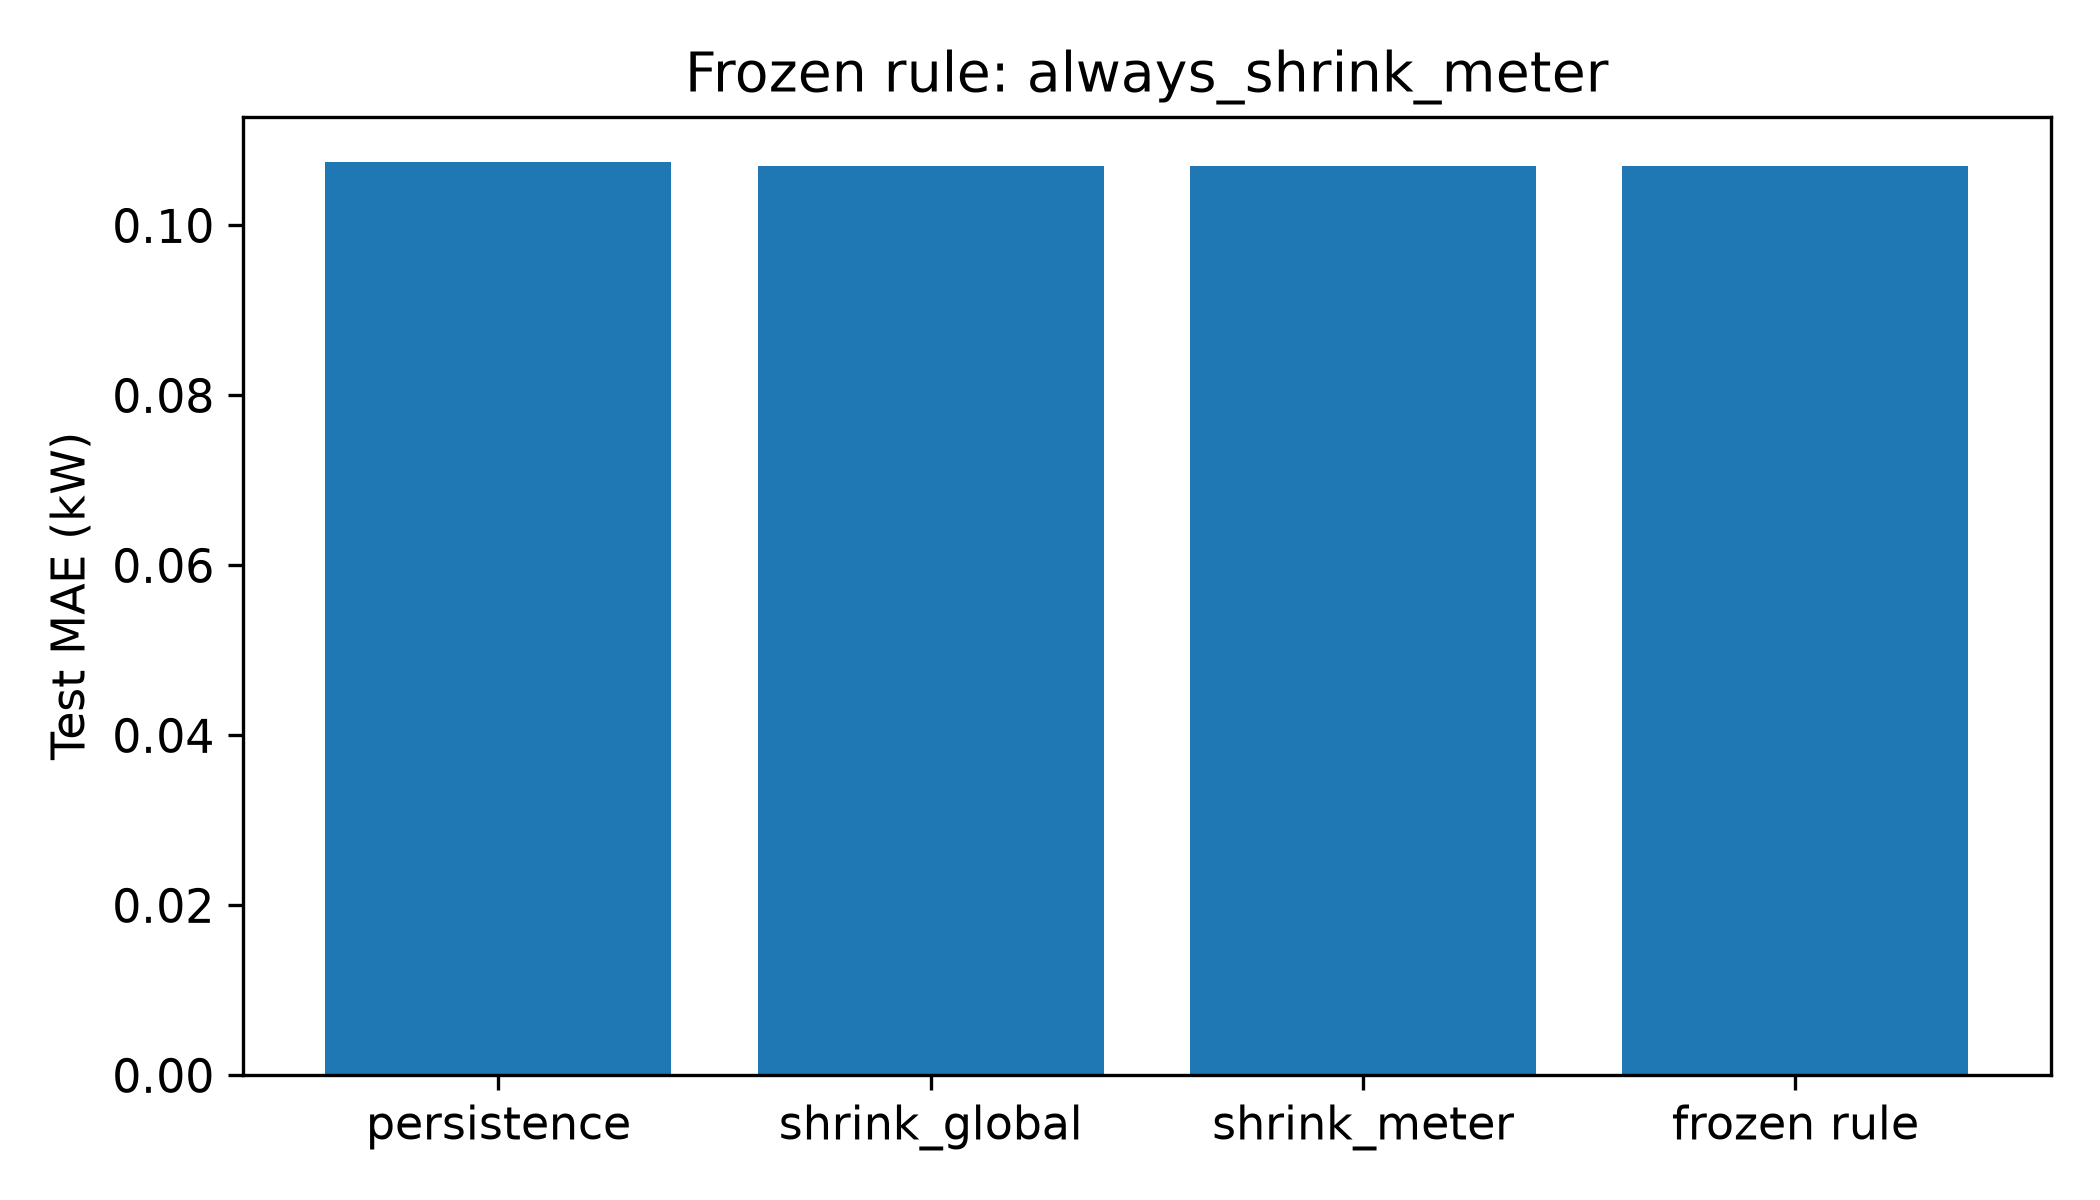 Frozen rule: always_shrink_meter
Test MAE (kW)
0.10
0.08
0.06
0.04
0.02
0.00
persistence shrink_global shrink_meter frozen rule